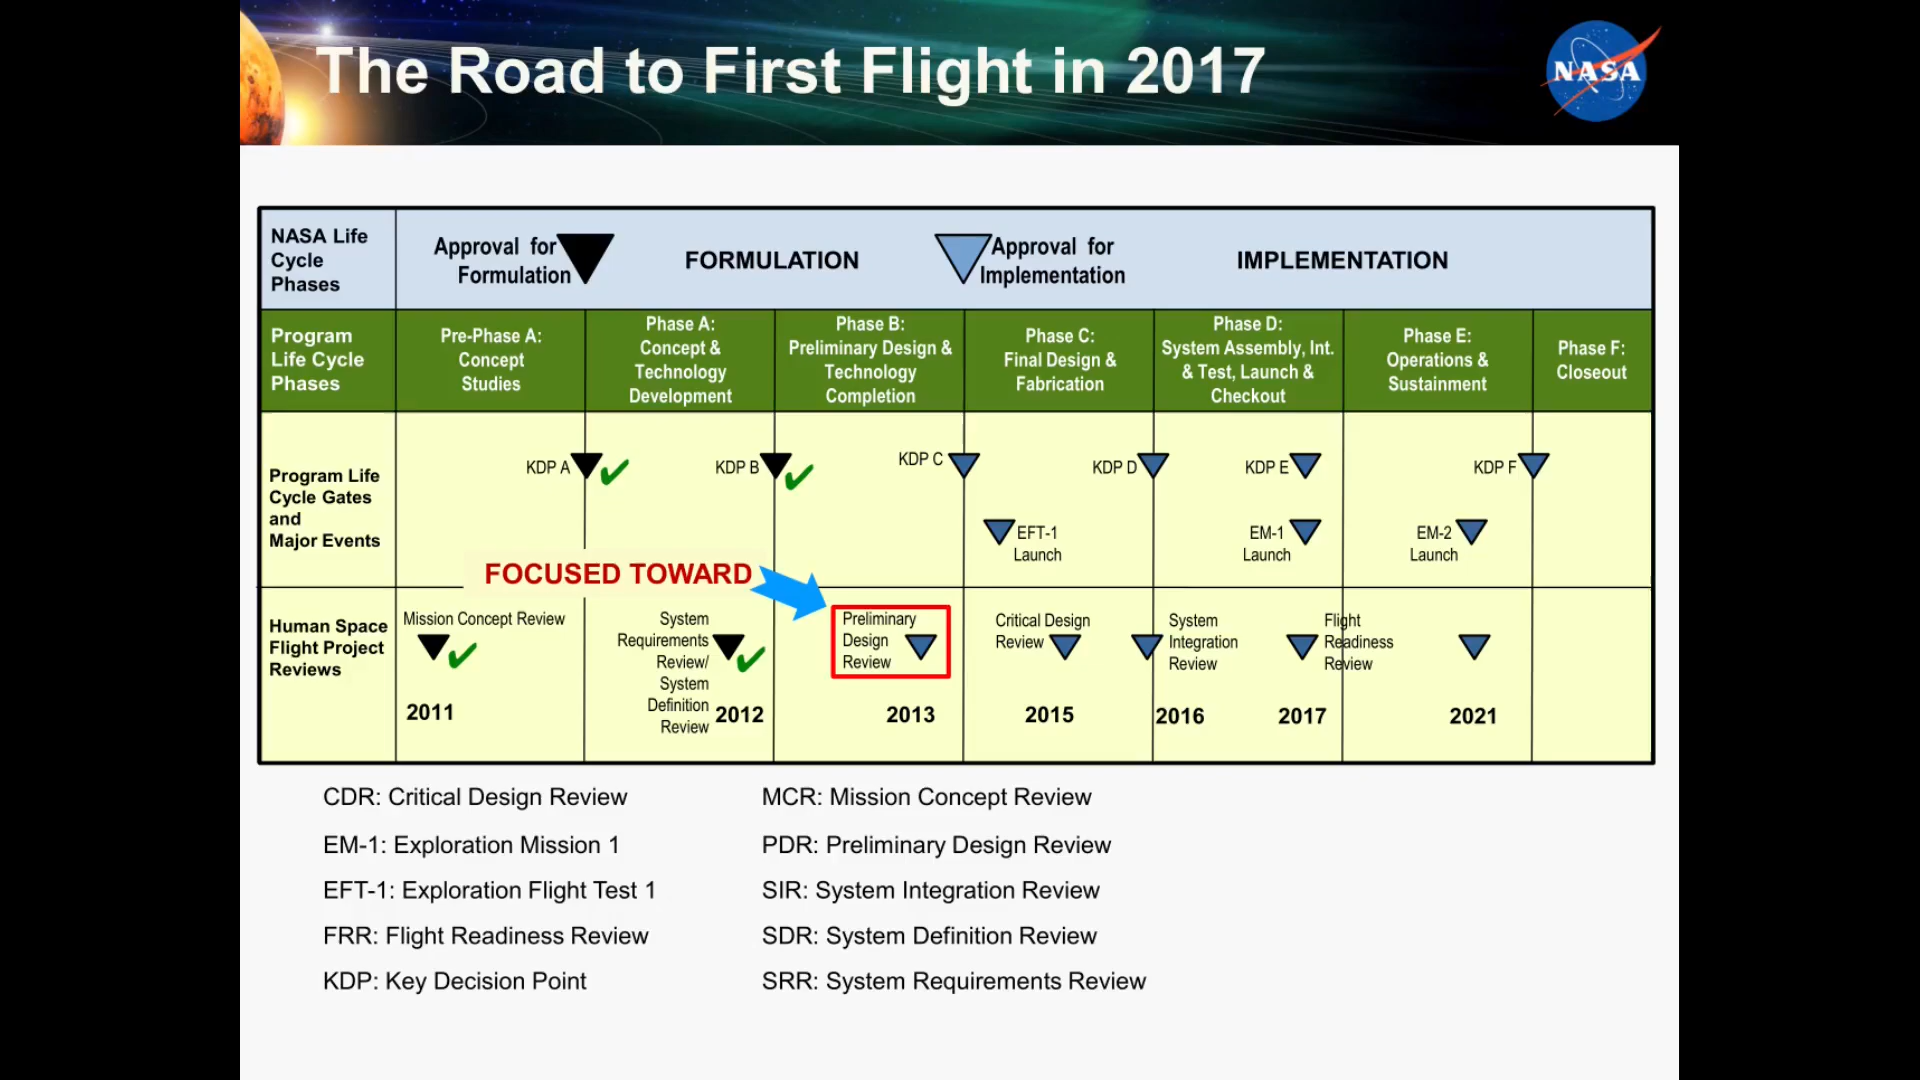 The Road to First Flight in 2017
NASA
NASA Life
Cycle
Phases
Approval for
Formulation
FORMULATION
Approval for
Implementation
IMPLEMENTATION
Program
Life Cycle
Phases
Pre-Phase A:
Concept
Studies
Phase A:
Concept &
Technology
Development
Phase B:
Preliminary Design &
Technology
Completion
Phase C:
Final Design &
Fabrication
Phase D:
System Assembly, Int.
& Test, Launch &
Checkout
Phase E:
Operations &
Sustainment
Phase F:
Closeout
Program Life
Cycle Gates
and
Major Events
KDP A
KDP B
KDP C
KDP D
KDP E
KDP F
EFT-1
Launch
EM-1
Launch
EM-2
Launch
FOCUSED TOWARD
Human Space
Flight Project
Reviews
Mission Concept Review
2011
System
Requirements
Review/
System
Definition
Review
2012
Preliminary
Design
Review
2013
Critical Design
Review
2015
System
Integration
Review
2016
Flight
Readiness
Review
2017
2021
CDR: Critical Design Review
EM-1: Exploration Mission 1
EFT-1: Exploration Flight Test 1
FRR: Flight Readiness Review
KDP: Key Decision Point
MCR: Mission Concept Review
PDR: Preliminary Design Review
SIR: System Integration Review
SDR: System Definition Review
SRR: System Requirements Review